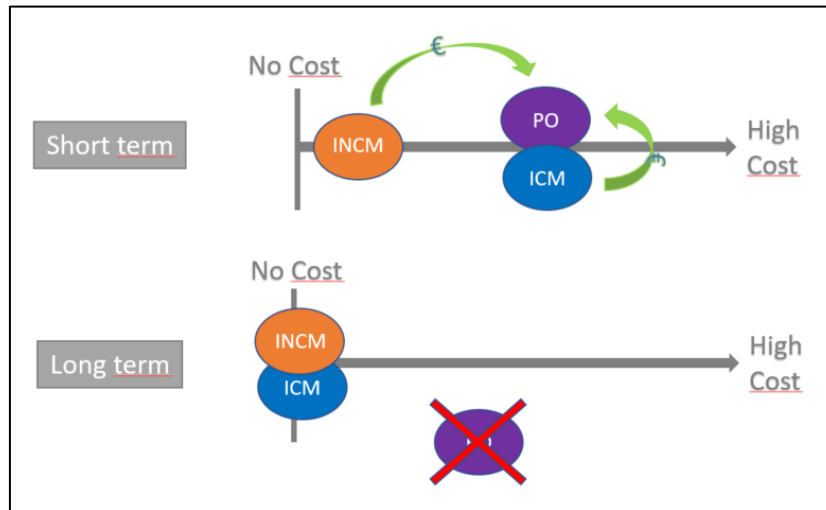 No Cost
€
Short term
INCM
PO
ICM
€
High
Cost
No Cost
Long term
INCM
ICM
High
Cost